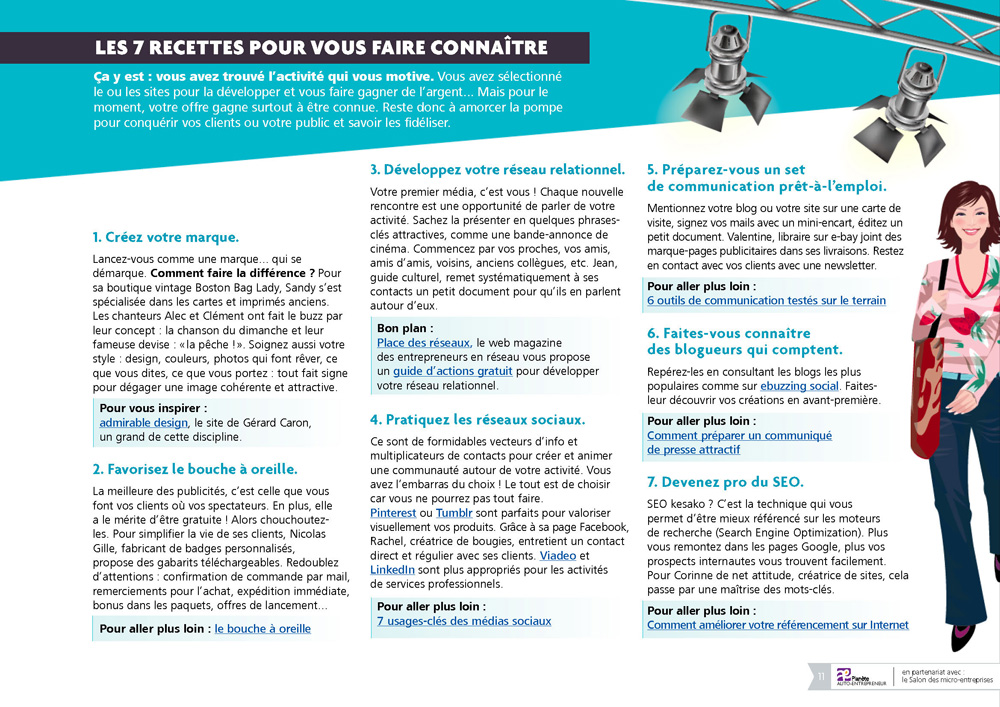 LES 7 RECETTES POUR VOUS FAIRE CONNAÎTRE
Ça y est : vous avez trouvé l'activité qui vous motive. Vous avez sélectionné
le ou les sites pour la développer et vous faire gagner de l'argent... Mais pour le
moment, votre offre gagne surtout à être connue. Reste donc à amorcer la pompe
pour conquérir vos clients ou votre public et savoir les fidéliser.
1. Créez votre marque.
Lancez-vous comme une marque... qui se
démarque. Comment faire la différence ? Pour
sa boutique vintage Boston Bag Lady, Sandy s'est
spécialisée dans les cartes et imprimés anciens.
Les chanteurs Alec et Clément ont fait le buzz par
leur concept : la chanson du dimanche et leur
fameuse devise : « la pêche ! ». Soignez aussi votre
style : design, couleurs, photos qui font rêver, ce
que vous dites, ce que vous portez : tout fait signe
pour dégager une image cohérente et attractive.
Pour vous inspirer :
admirable design, le site de Gérard Caron,
un grand de cette discipline.
2. Favorisez le bouche à oreille.
La meilleure des publicités, c'est celle que vous
font vos clients où vos spectateurs. En plus, elle
a le mérite d'être gratuite ! Alors chouchoutez-
les. Pour simplifier la vie de ses clients, Nicolas
Gille, fabricant de badges personnalisés,
propose des gabarits téléchargeables. Redoublez
d'attentions : confirmation de commande par mail,
remerciements pour l'achat, expédition immédiate,
bonus dans les paquets, offres de lancement...
Pour aller plus loin : le bouche à oreille
3. Développez votre réseau relationnel.
Votre premier média, c'est vous ! Chaque nouvelle
rencontre est une opportunité de parler de votre
activité. Sachez la présenter en quelques phrases-
clés attractives, comme une bande-annonce de
cinéma. Commencez par vos proches, vos amis,
amis d'amis, voisins, anciens collègues, etc. Jean,
guide culturel, remet systématiquement à ses
contacts un petit document pour qu'ils en parlent
autour d'eux.
Bon plan :
Place des réseaux, le web magazine
des entrepreneurs en réseau vous propose
un guide d'actions gratuit pour développer
votre réseau relationnel.
4. Pratiquez les réseaux sociaux.
Ce sont de formidables vecteurs d'info et
multiplicateurs de contacts pour créer et animer
une communauté autour de votre activité. Vous
avez l'embarras du choix ! Le tout est de choisir
car vous ne pourrez pas tout faire.
Pinterest ou Tumblr sont parfaits pour valoriser
visuellement vos produits. Grâce à sa page Facebook,
Rachel, créatrice de bougies, entretient un contact
direct et régulier avec ses clients. Viadeo et
LinkedIn sont plus appropriés pour les activités
de services professionnels.
Pour aller plus loin :
7 usages-clés des médias sociaux
5. Préparez-vous un set
de communication prêt-à-l'emploi.
Mentionnez votre blog ou votre site sur une carte de
visite, signez vos mails avec un mini-encart, éditez un
petit document. Valentine, libraire sur e-bay joint des
marque-pages publicitaires dans ses livraisons. Restez
en contact avec vos clients avec une newsletter.
Pour aller plus loin :
6 outils de communication testés sur le terrain
6. Faites-vous connaître
des blogueurs qui comptent.
Repérez-les en consultant les blogs les plus
populaires comme sur ebuzzing social. Faites-
leur découvrir vos créations en avant-première.
Pour aller plus loin :
Comment préparer un communiqué
de presse attractif
7. Devenez pro du SEO.
SEO kesako ? C'est la technique qui vous
permet d'être mieux référencé sur les moteurs
de recherche (Search Engine Optimization). Plus
vous remontez dans les pages Google, plus vos
prospects internautes vous trouvent facilement.
Pour Corinne de net attitude, créatrice de sites, cela
passe par une maîtrise des mots-clés.
Pour aller plus loin :
Comment améliorer votre référencement sur Internet
11
Planète
AUTO-ENTREPRENEUR
en partenariat avec :
le Salon des micro-entreprises